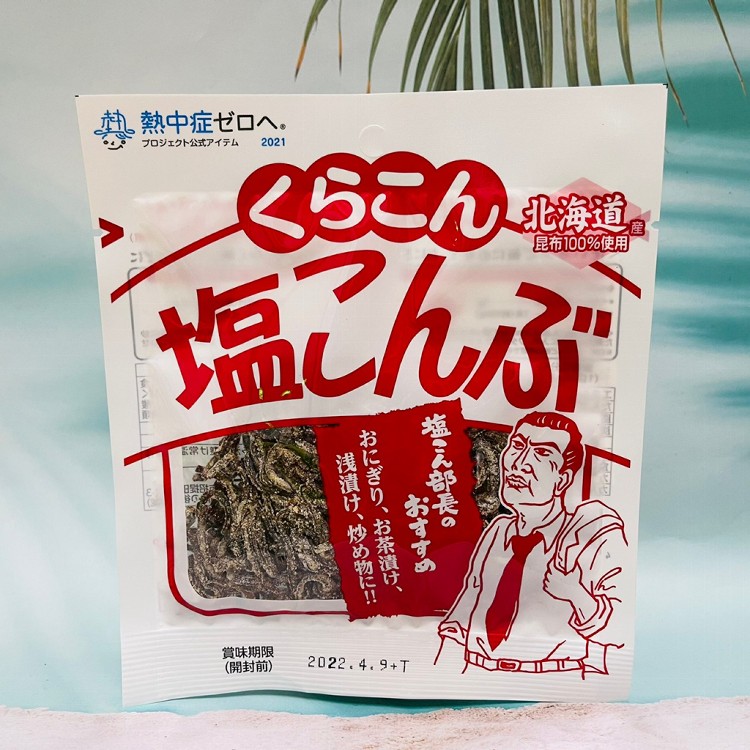 熱中症ゼロへ®
プロジェクト公式アイテム 2021
くらこん
北海道産
昆布100%使用
塩こんぶ
塩こん部長の
おすすめ
おにぎり、お茶漬け、
浅漬け、炒め物に!!
賞味期限
(開封前)
2022.4.9+T